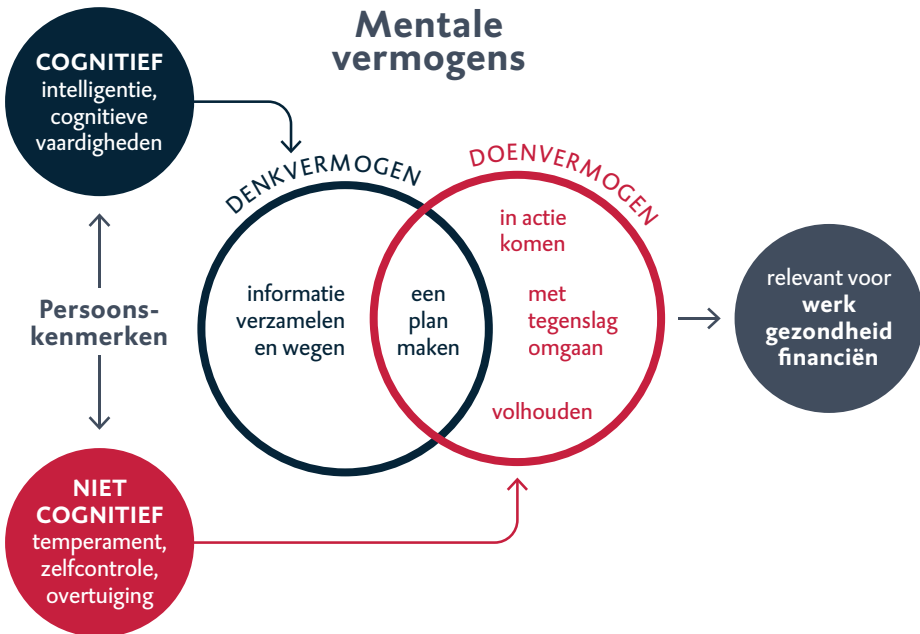 Mentale
vermogens
COGNITIEF
intelligentie,
cognitieve
vaardigheden
DENKVERMOGEN
DOENVERMOGEN
Persoons-
kenmerken
informatie
verzamelen
en wegen
een
plan
maken
in actie
komen
met
tegenslag
omgaan
volhouden
relevant voor
werk
gezondheid
financiën
NIET
COGNITIEF
temperament,
zelfcontrole,
overtuiging